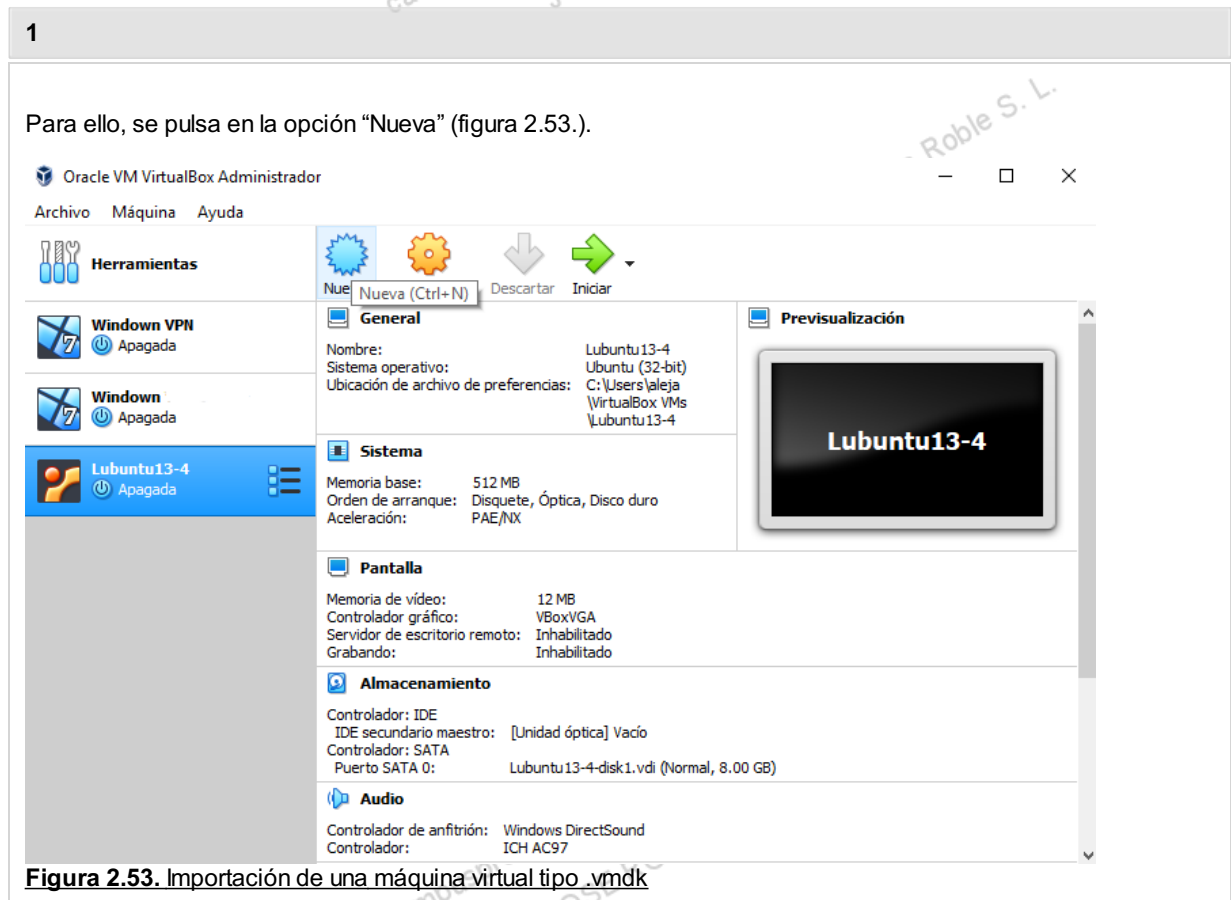 1
Para ello, se pulsa en la opción “Nueva” (figura 2.53.).
Roble S. L.
Oracle VM VirtualBox Administrador
Archivo Máquina Ayuda
Herramientas
Nue
Nueva (Ctrl+N)
Descartar
Iniciar
Windown VPN
Apagada
Windown
Apagada
Lubuntu13-4
Apagada
General
Nombre: Lubuntu13-4
Sistema operativo: Ubuntu (32-bit)
Ubicación de archivo de preferencias: C:\Users\aleja
\VirtualBox VMs
\Lubuntu13-4
Previsualización
Lubuntu13-4
Sistema
Memoria base: 512 MB
Orden de arranque: Disquete, Óptica, Disco duro
Aceleración: PAE/NX
Pantalla
Memoria de vídeo: 12 MB
Controlador gráfico: VBoxVGA
Servidor de escritorio remoto: Inhabilitado
Grabando: Inhabilitado
Almacenamiento
Controlador: IDE
IDE secundario maestro: [Unidad óptica] Vacío
Controlador: SATA
Puerto SATA 0: Lubuntu13-4-disk1.vdi (Normal, 8.00 GB)
Audio
Controlador de anfitrión: Windows DirectSound
Controlador: ICH AC97
Figura 2.53. Importación de una máquina virtual tipo .vmdk